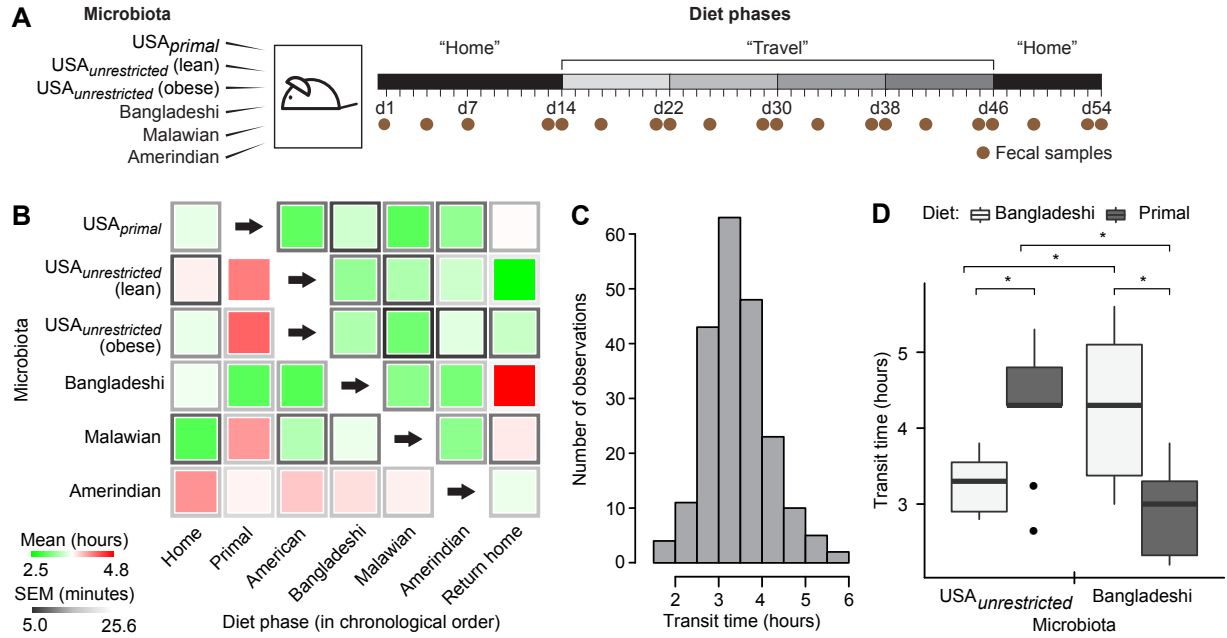 A
Microbiota
Diet phases
USAprimal
USAunrestricted (lean)
USAunrestricted (obese)
Bangladeshi
Malawian
Amerindian
“Home”
“Travel”
“Home”
d1
d7
d14
d22
d30
d38
d46
d54
Fecal samples
B
Microbiota
USAprimal
USAunrestricted
(lean)
USAunrestricted
(obese)
Bangladeshi
Malawian
Amerindian
Home
Primal
American
Bangladeshi
Malawian
Amerindian
Return home
Mean (hours)
2.5 4.8
SEM (minutes)
5.0 25.6
Diet phase (in chronological order)
C
Number of observations
60
50
40
30
20
10
0
2 3 4 5 6
Transit time (hours)
D
Diet: Bangladeshi Primal
*
*
* *
Transit time (hours)
5
4
3
USAunrestricted Bangladeshi
Microbiota